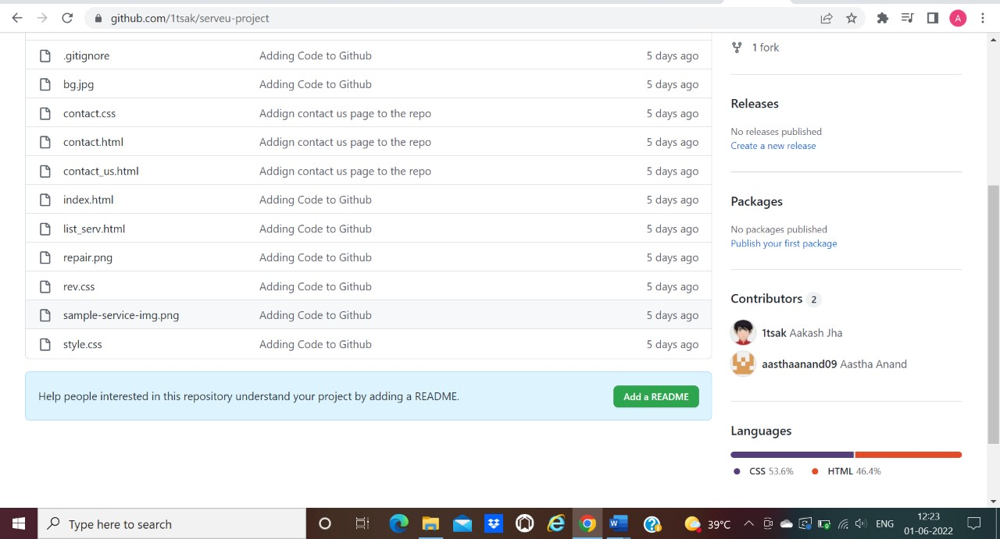 github.com/1tsak/serveu-project
A
.gitignore Adding Code to Github 5 days ago
bg.jpg Adding Code to Github 5 days ago
contact.css Addign contact us page to the repo 5 days ago
contact.html Addign contact us page to the repo 5 days ago
contact_us.html Addign contact us page to the repo 5 days ago
index.html Adding Code to Github 5 days ago
list_serv.html Adding Code to Github 5 days ago
repair.png Adding Code to Github 5 days ago
rev.css Adding Code to Github 5 days ago
sample-service-img.png Adding Code to Github 5 days ago
style.css Adding Code to Github 5 days ago
Help people interested in this repository understand your project by adding a README.
Add a README
1 fork
Releases
No releases published
Create a new release
Packages
No packages published
Publish your first package
Contributors 2
1tsak Aakash Jha
aasthaanand09 Aastha Anand
Languages
CSS 53.6% HTML 46.4%
Type here to search
39°C
ENG
12:23
01-06-2022